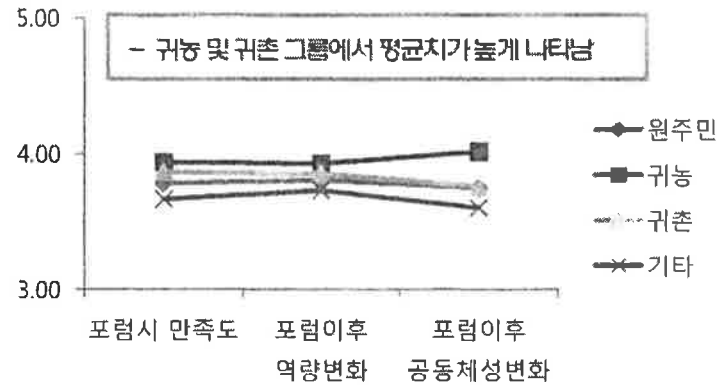 5.00
– 귀농 및 귀촌 그룹에서 평균치가 높게 나타남
4.00
3.00
원주민
귀농
귀촌
기타
포럼시 만족도
포럼이후
역량변화
포럼이후
공동체성변화